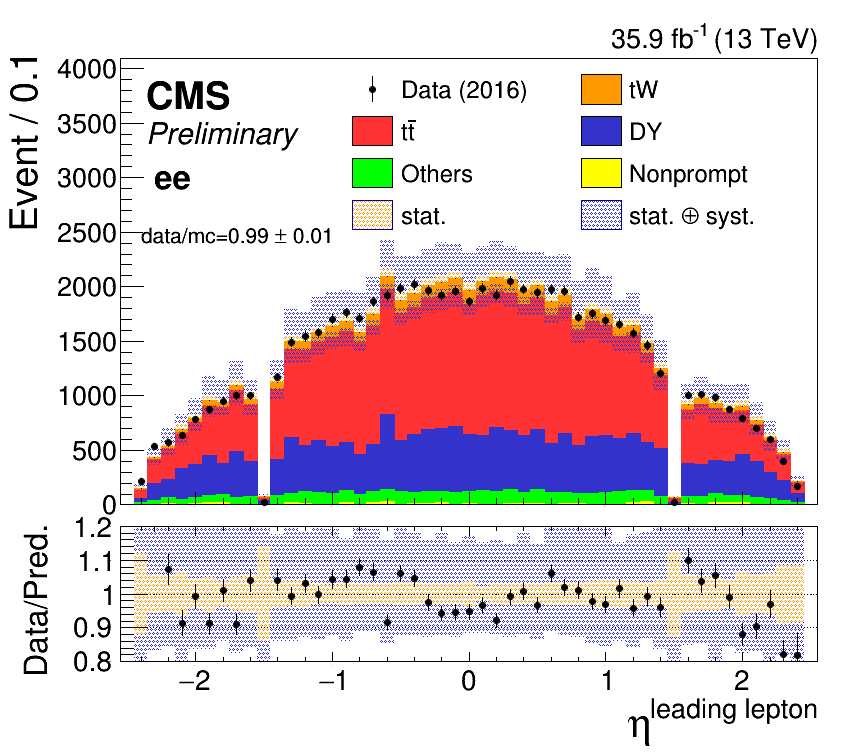 35.9 fb⁻¹ (13 TeV)
Event / 0.1
4000
3500
3000
2500
2000
1500
1000
500
0
CMS
Preliminary
ee
data/mc=0.99 ± 0.01
Data (2016)
tW
tt̄
DY
Others
Nonprompt
stat.
stat. ⊕ syst.
Data/Pred.
1.2
1.1
1
0.9
0.8
−2 −1 0 1 2
η^leading lepton